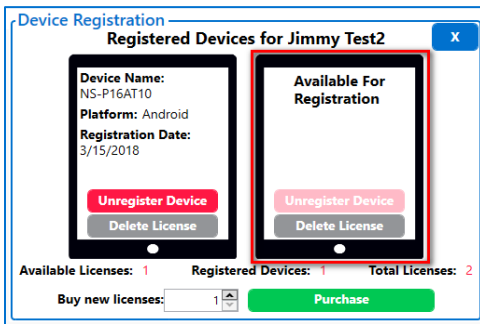 Device Registration
Registered Devices for Jimmy Test2
X
Device Name:
NS-P16AT10
Platform: Android
Registration Date:
3/15/2018
Unregister Device
Delete License
Available For
Registration
Unregister Device
Delete License
Available Licenses: 1 Registered Devices: 1 Total Licenses: 2
Buy new licenses: 1 Purchase